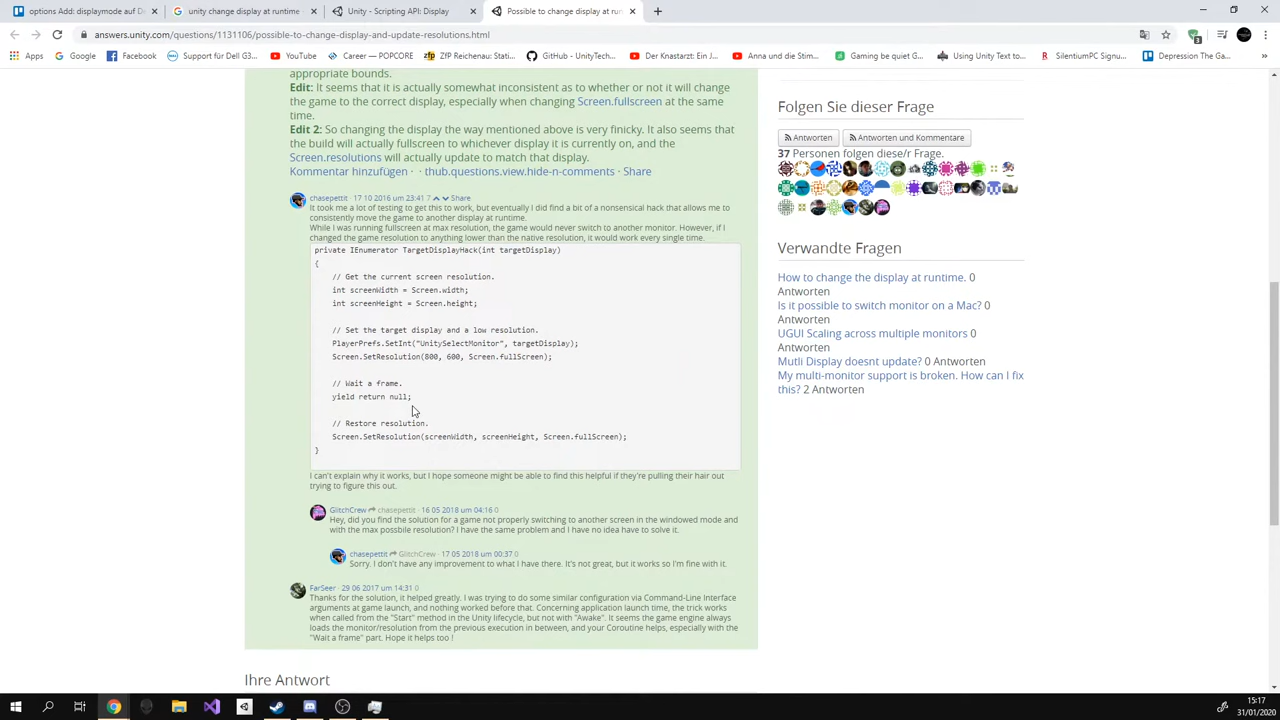 options Add: displaymode auf D
unity change display at runtime
Unity - Scripting API: Display
Possible to change display at run
answers.unity.com/questions/1131106/possible-to-change-display-and-update-resolutions.html
Apps
Google
Facebook
Support für Dell G3...
YouTube
Career — POPCORE
ZfP Reichenau: Stati...
GitHub - UnityTech...
Der Knastarzt: Ein G...
Anna und die Stim...
Gaming be quiet G...
Using Unity Text to...
SilentiumPC Signu...
Depression The Ga...
appropriate bounds.
Edit: It seems that it is actually somewhat inconsistent as to whether or not it will change
the game to the correct display, especially when changing Screen.fullscreen at the same
time.
Edit 2: So changing the display the way mentioned above is very finicky. It also seems that
the build will actually fullscreen to whichever display it is currently on, and the
Screen.resolutions will actually update to match that display.
Kommentar hinzufügen · · thub.questions.view.hide-n-comments · Share
chasepettit · 17 10 2016 um 23:41 7 Share
It took me a lot of testing to get this to work, but eventually I did find a bit of a nonsensical hack that allows me to
consistently move the game to another display at runtime.
While I was running fullscreen at max resolution, the game would never switch to another monitor. However, if I
changed the game resolution to anything lower than the native resolution, it would work every single time.
private IEnumerator TargetDisplayHack(int targetDisplay)
{
// Get the current screen resolution.
int screenWidth = Screen.width;
int screenHeight = Screen.height;
// Set the target display and a low resolution.
PlayerPrefs.SetInt("UnitySelectMonitor", targetDisplay);
Screen.SetResolution(800, 600, Screen.fullScreen);
// Wait a frame.
yield return null;
// Restore resolution.
Screen.SetResolution(screenWidth, screenHeight, Screen.fullScreen);
}
I can't explain why it works, but I hope someone might be able to find this helpful if they're pulling their hair out
trying to figure this out.
GlitchCrew chasepettit · 16 05 2018 um 04:16 0
Hey, did you find the solution for a game not properly switching to another screen in the windowed mode and
with the max possbile resolution? I have the same problem and I have no idea have to solve it.
chasepettit GlitchCrew · 17 05 2018 um 00:37 0
Sorry. I don't have any improvement to what I have there. It's not great, but it works so I'm fine with it.
FarSeer · 29 06 2017 um 14:31 0
Thanks for the solution, it helped greatly. I was trying to do some similar configuration via Command-Line Interface
arguments at game launch, and nothing worked before that. Concerning application launch time, the trick works
when called from the "Start" method in the Unity lifecycle, but not with "Awake". It seems the game engine always
loads the monitor/resolution from the previous execution in between, and your Coroutine helps, especially with the
"Wait a frame" part. Hope it helps too !
Ihre Antwort
Folgen Sie dieser Frage
Antworten
Antworten und Kommentare
37 Personen folgen diese/r Frage.
Verwandte Fragen
How to change the display at runtime. 0
Antworten
Is it possible to switch monitor on a Mac? 0
Antworten
UGUI Scaling across multiple monitors 0
Antworten
Mutli Display doesnt update? 0 Antworten
My multi-monitor support is broken. How can I fix
this? 2 Antworten
15:17
31/01/2020